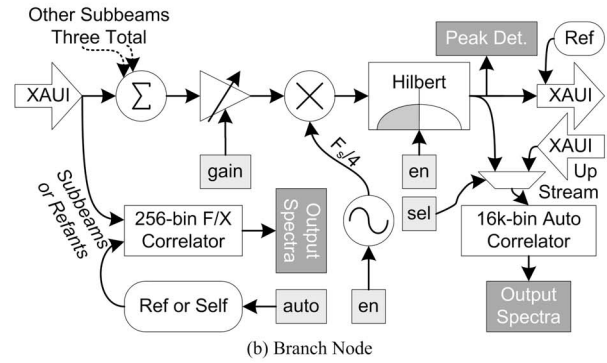 Other Subbeams
Three Total
Peak Det.
Ref
XAUI
Σ
Hilbert
XAUI
F_s/4
XAUI
Up
Stream
gain
en
sel
Subbeams
or Refants
256-bin F/X
Correlator
Output
Spectra
16k-bin Auto
Correlator
Ref or Self
auto
en
Output
Spectra
(b) Branch Node